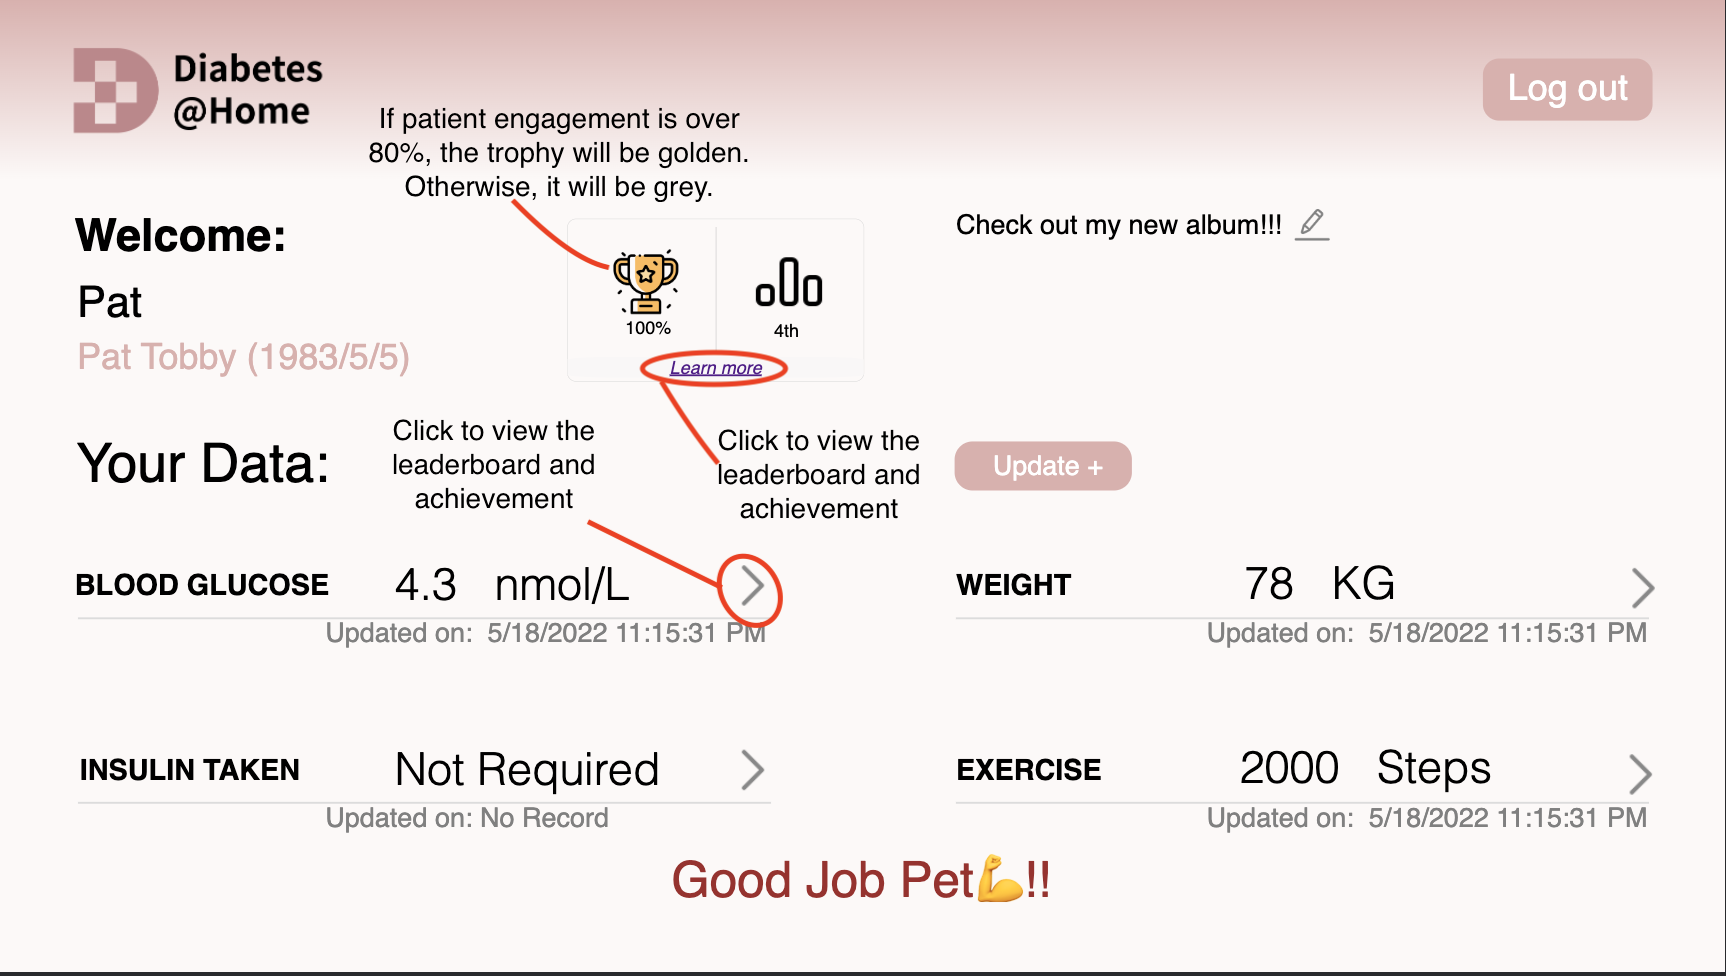 Diabetes
@Home
Log out
If patient engagement is over
80%, the trophy will be golden.
Otherwise, it will be grey.
Welcome:
Pat
Pat Tobby (1983/5/5)
100%
4th
Learn more
Check out my new album!!!
Your Data:
Click to view the
leaderboard and
achievement
Click to view the
leaderboard and
achievement
Update +
BLOOD GLUCOSE 4.3 nmol/L
Updated on: 5/18/2022 11:15:31 PM
WEIGHT 78 KG
Updated on: 5/18/2022 11:15:31 PM
INSULIN TAKEN Not Required
Updated on: No Record
EXERCISE 2000 Steps
Updated on: 5/18/2022 11:15:31 PM
Good Job Pet💪!!